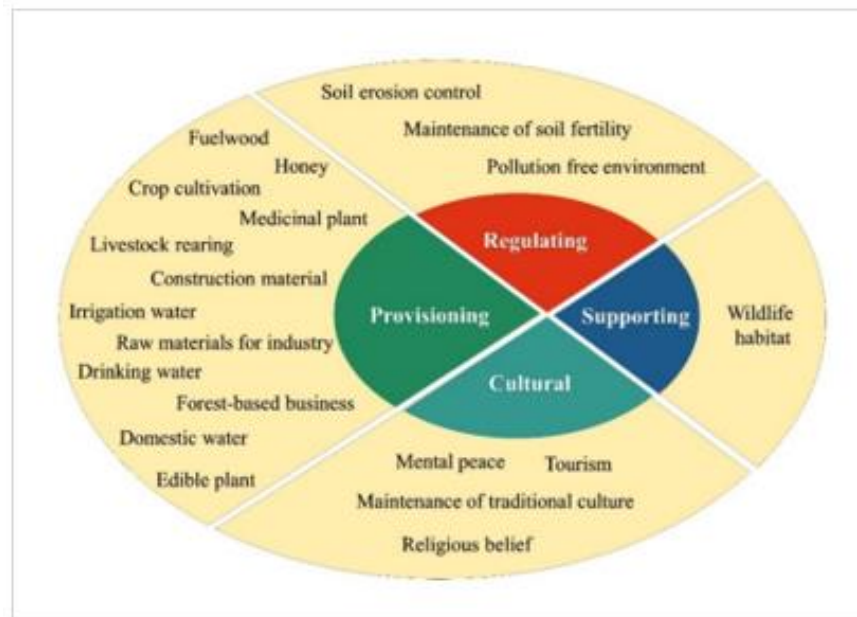 Soil erosion control
Maintenance of soil fertility
Pollution free environment
Regulating
Fuelwood
Honey
Crop cultivation
Medicinal plant
Livestock rearing
Construction material
Irrigation water
Raw materials for industry
Drinking water
Forest-based business
Domestic water
Edible plant
Provisioning
Supporting
Wildlife
habitat
Cultural
Mental peace
Tourism
Maintenance of traditional culture
Religious belief